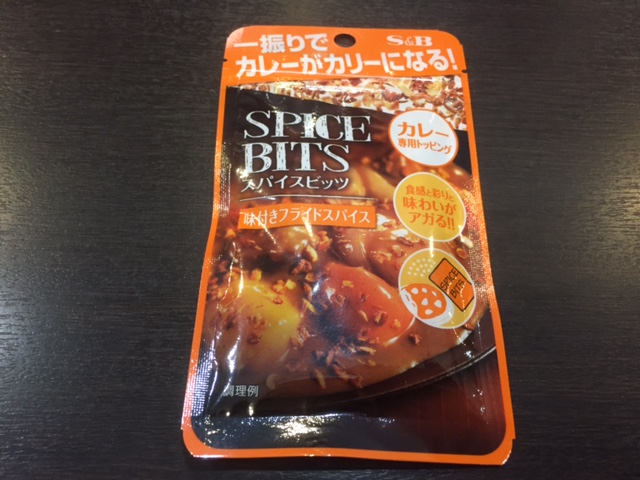 一振りで
S&B
カレーがカリーになる!
SPICE
BITS
スパイスビッツ
カレー
専用トッピング
味付きフライドスパイス
食感と彩りと
味わいが
アガる!!
SPICE
BITS
調理例